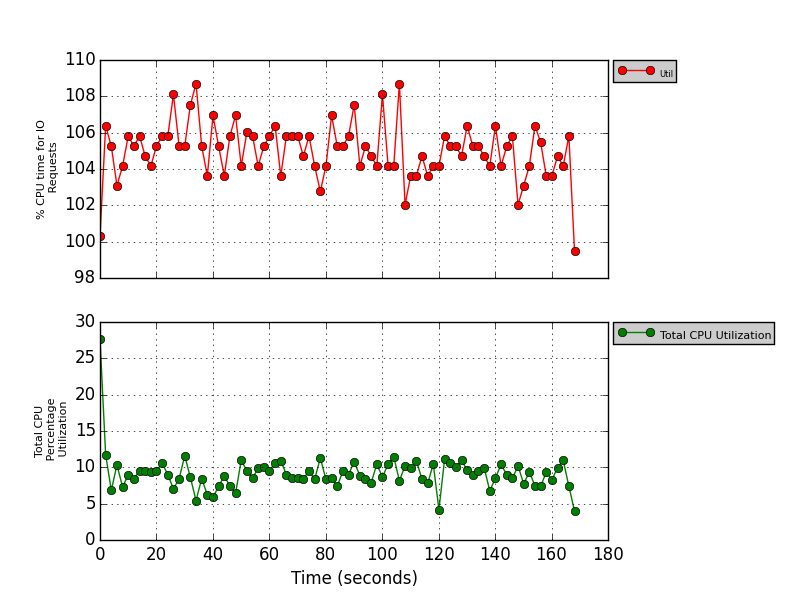 110
108
106
104
102
100
98
% CPU time for IO
Requests
Util
30
25
20
15
10
5
0
Total CPU
Percentage
Utilization
Total CPU Utilization
0 20 40 60 80 100 120 140 160 180
Time (seconds)